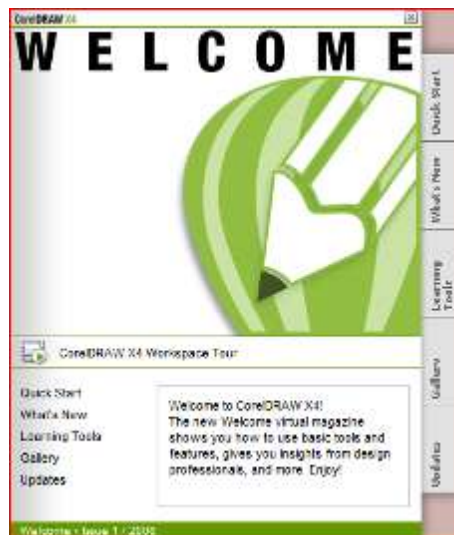 CorelDRAW X4
WELCOME
Quick Start
What's New
Learning
Tools
Gallery
Updates
CorelDRAW X4 Workspace Tour
Quick Start
What's New
Learning Tools
Gallery
Updates
Welcome to CorelDRAW X4!
The new Welcome virtual magazine
shows you how to use basic tools and
features, gives you insights from design
professionals, and more. Enjoy!
Welcome • Issue 1 / 2008